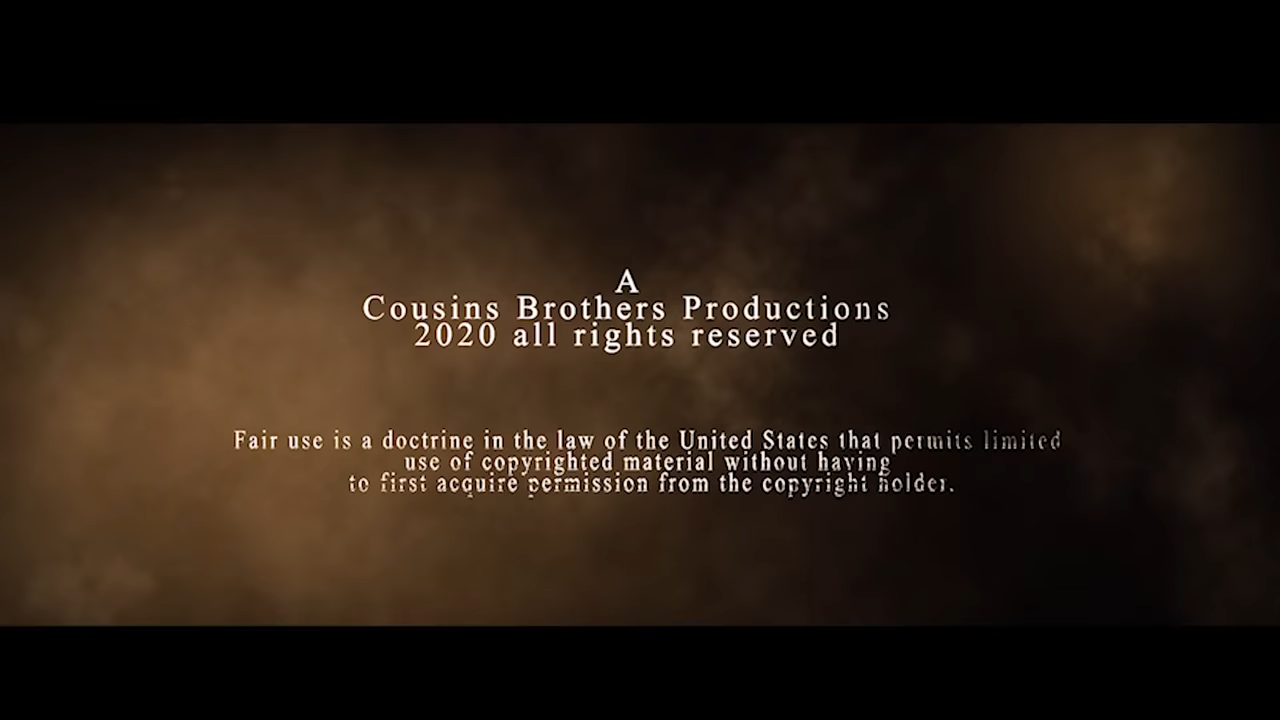 A
Cousins Brothers Productions
2020 all rights reserved
Fair use is a doctrine in the law of the United States that permits limited
use of copyrighted material without having
to first acquire permission from the copyright holder.